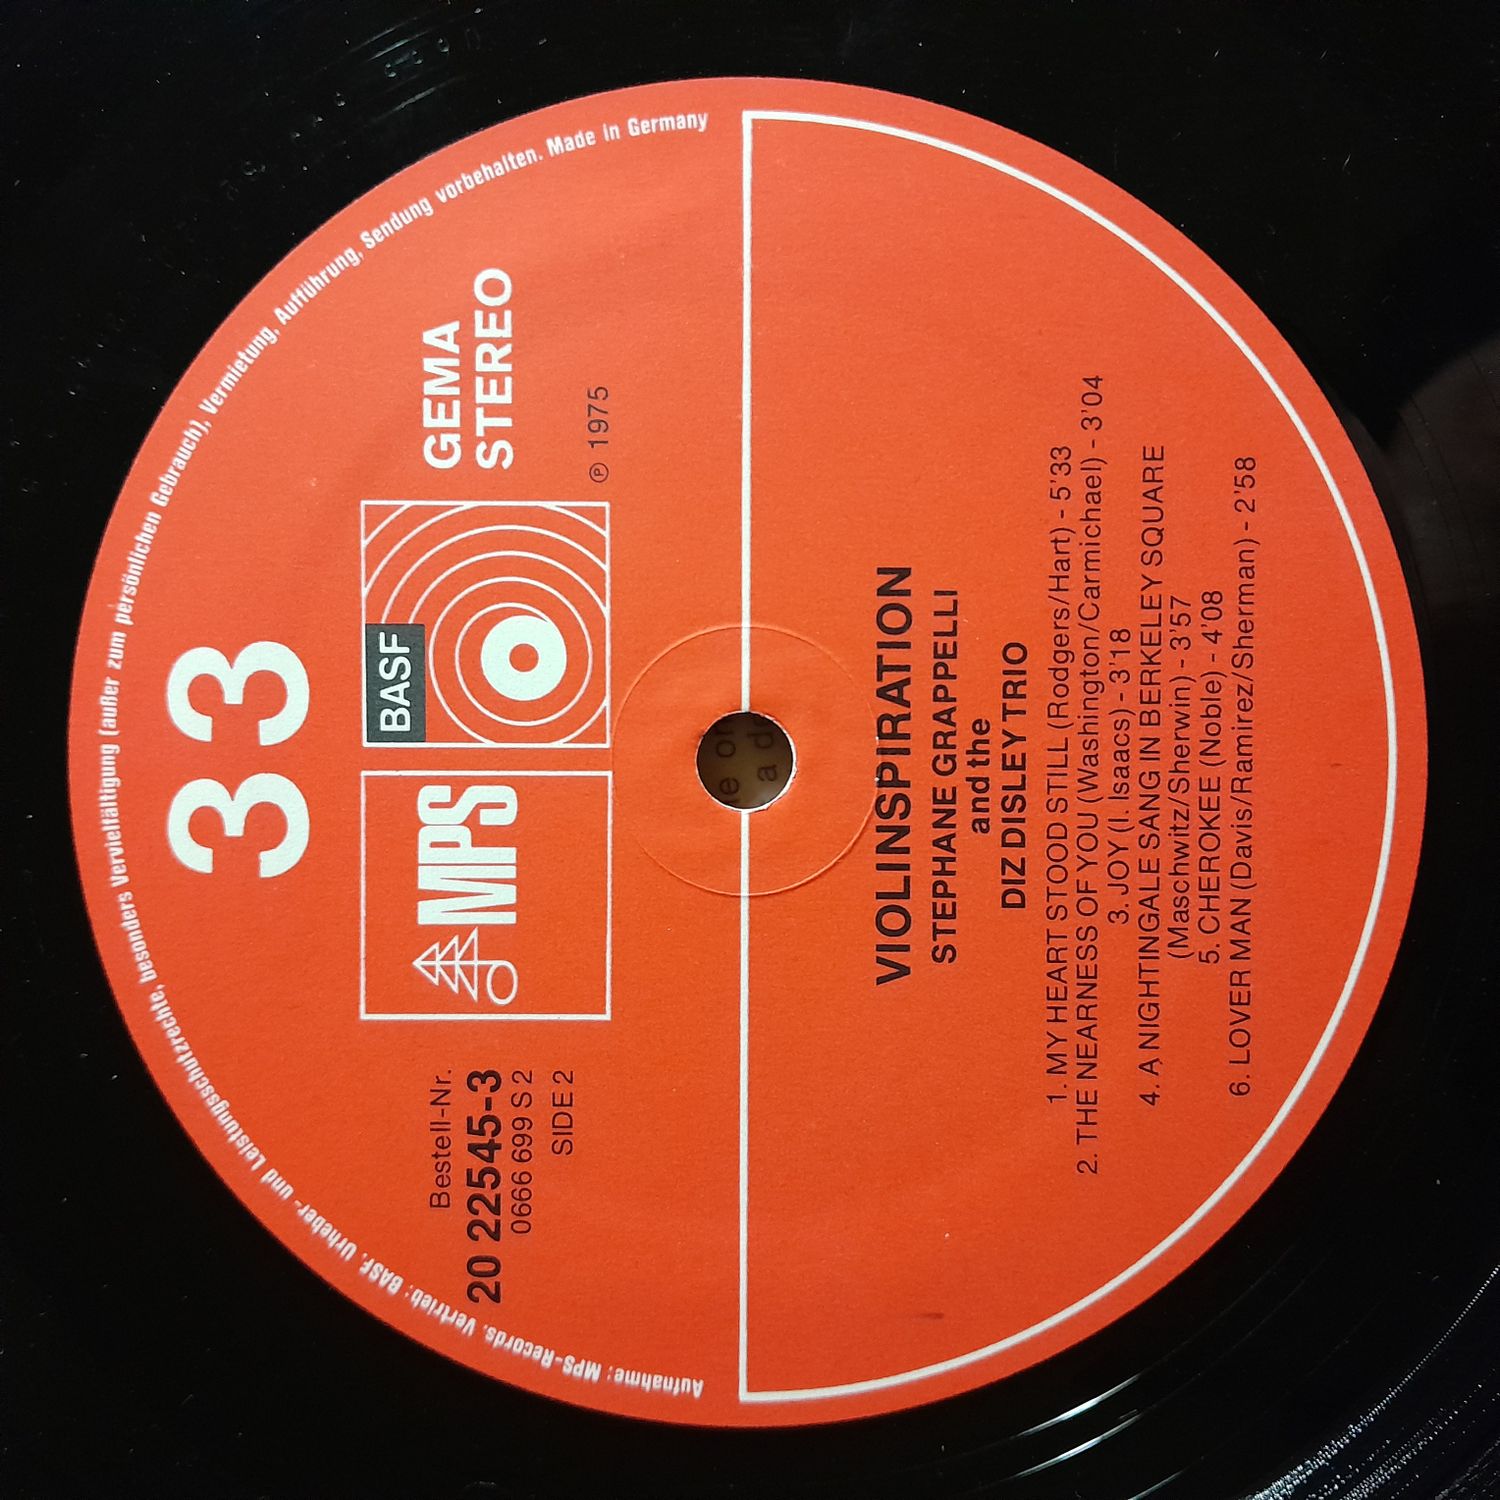 Aufnahme: MPS-Records. Vertrieb: BASF. Urheber- und Leistungsschutzrechte, besonders Vervielfältigung (außer zum persönlichen Gebrauch), Vermietung, Aufführung, Sendung vorbehalten. Made in Germany
33
Bestell-Nr.
20 22545-3
0666 699 S 2
SIDE 2
MPS
BASF
GEMA
STEREO
℗ 1975
VIOLINSPIRATION
STEPHANE GRAPPELLI
and the
DIZ DISLEY TRIO
1. MY HEART STOOD STILL (Rodgers/Hart) - 5'33
2. THE NEARNESS OF YOU (Washington/Carmichael) - 3'04
3. JOY (I. Isaacs) - 3'18
4. A NIGHTINGALE SANG IN BERKELEY SQUARE
(Maschwitz/Sherwin) - 3'57
5. CHEROKEE (Noble) - 4'08
6. LOVER MAN (Davis/Ramirez/Sherman) - 2'58